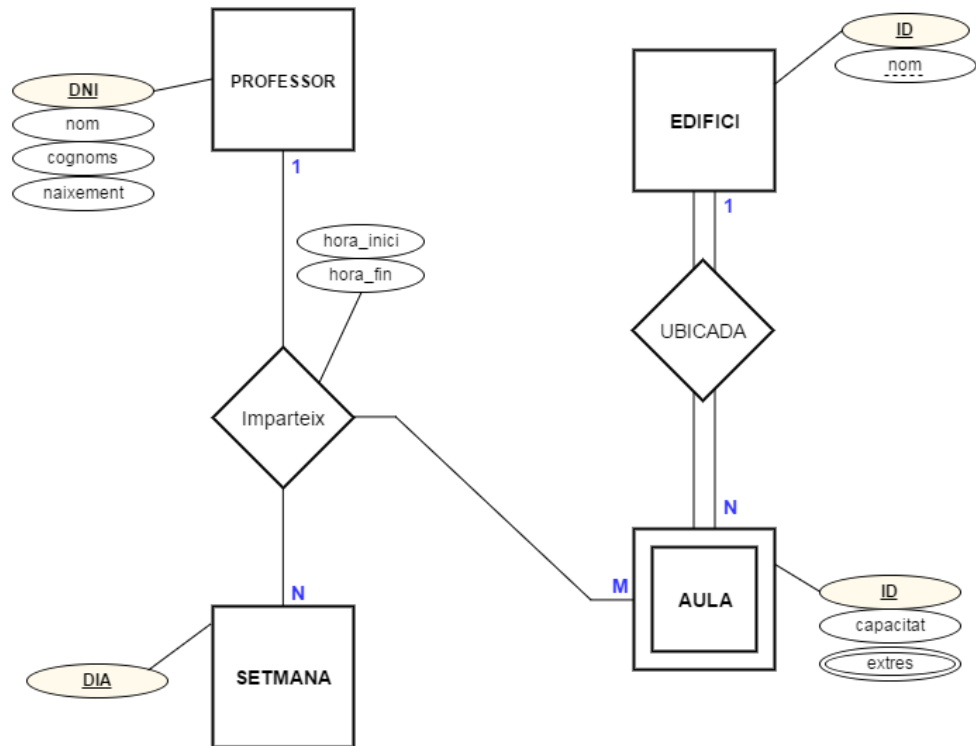 PROFESSOR
DNI
nom
cognoms
naixement
1
hora_inici
hora_fin
Imparteix
N
SETMANA
DIA
ID
nom
EDIFICI
1
UBICADA
N
M
AULA
ID
capacitat
extres